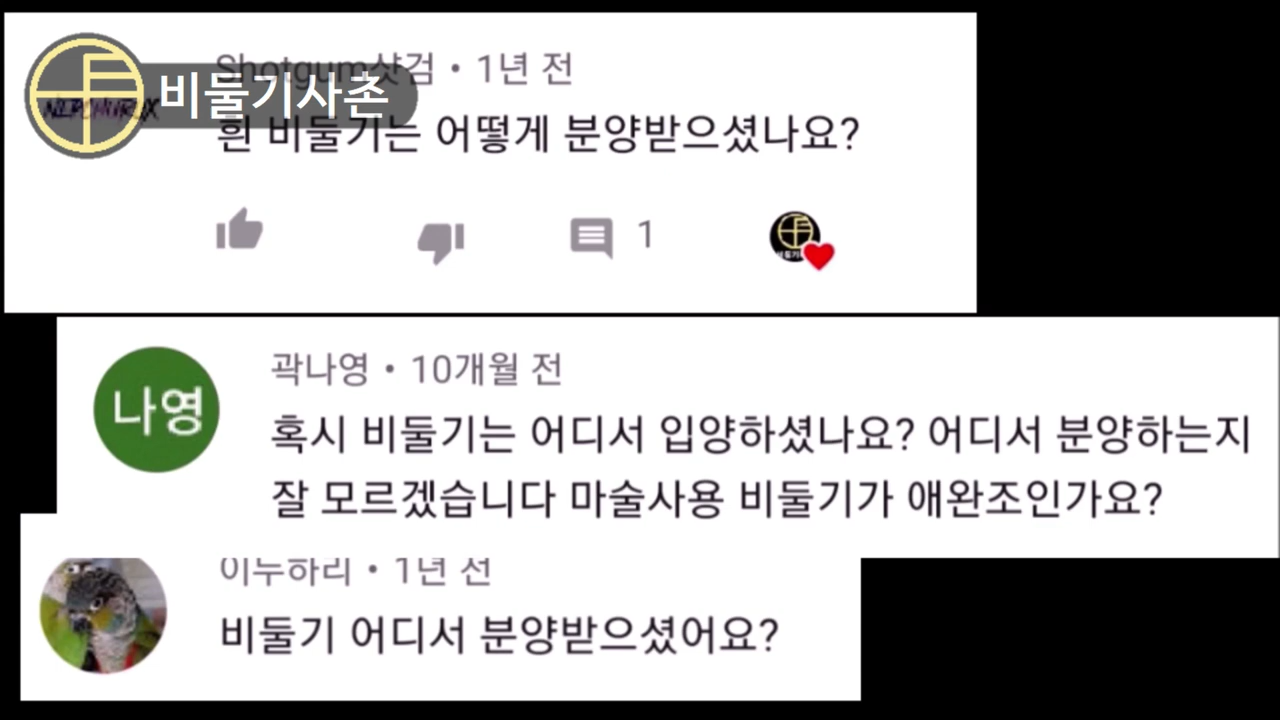 Shotgum샷검 • 1년 전
비둘기사촌
흰 비둘기는 어떻게 분양받으셨나요?
1
나영
곽나영 • 10개월 전
혹시 비둘기는 어디서 입양하셨나요? 어디서 분양하는지
잘 모르겠습니다 마술사용 비둘기가 애완조인가요?
이누하리 • 1년 전
비둘기 어디서 분양받으셨어요?